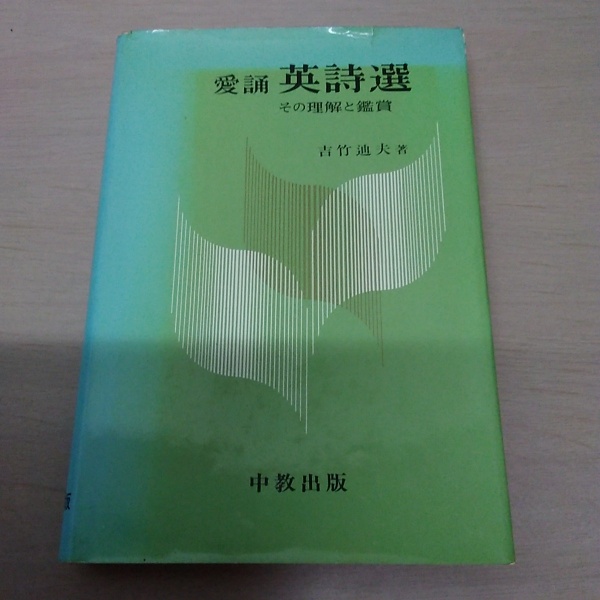 愛誦 英詩選
その理解と鑑賞
吉竹迪夫 著
中教出版
版